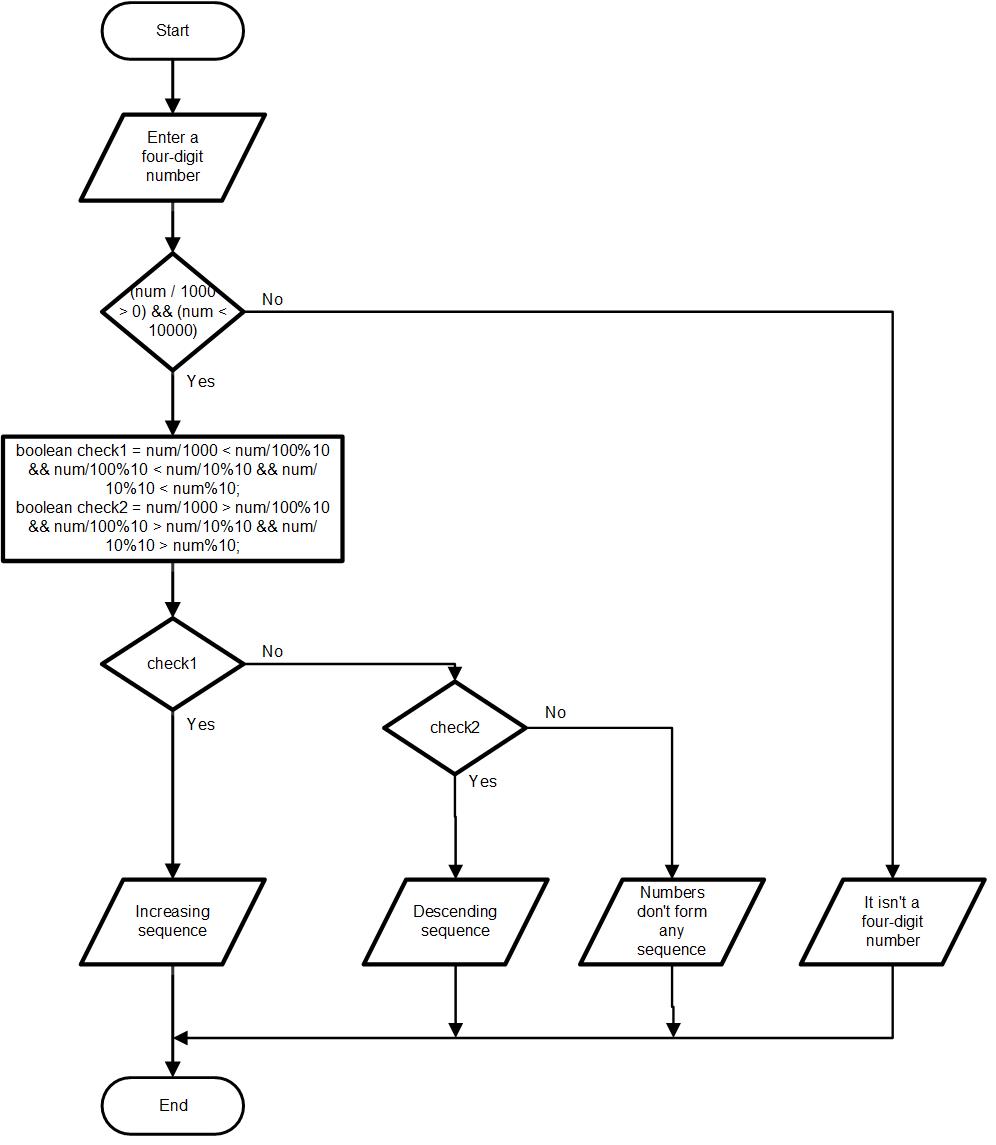 Start
Enter a
four-digit
number
(num / 1000
> 0) && (num <
10000)
No
Yes
boolean check1 = num/1000 < num/100%10
&& num/100%10 < num/10%10 && num/
10%10 < num%10;
boolean check2 = num/1000 > num/100%10
&& num/100%10 > num/10%10 && num/
10%10 > num%10;
check1
No
Yes
check2
No
Yes
Increasing
sequence
Descending
sequence
Numbers
don't form
any
sequence
It isn't a
four-digit
number
End